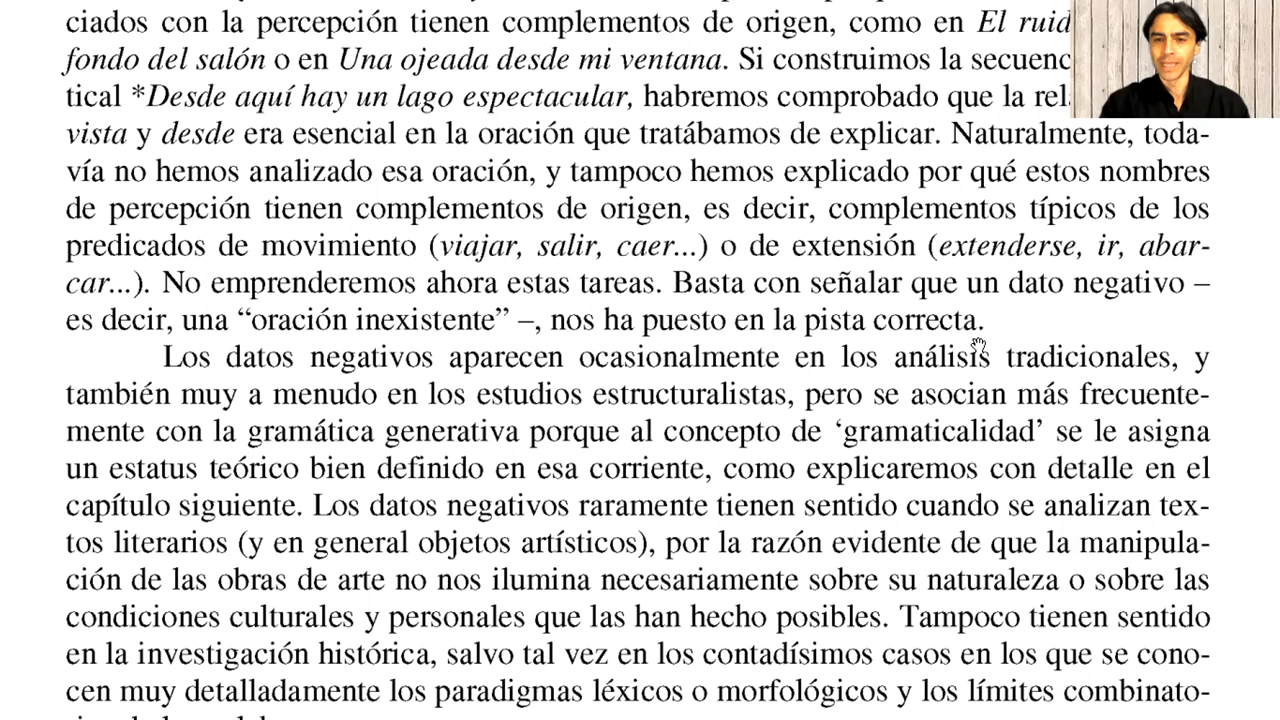 ciados con la percepción tienen complementos de origen, como en El
fondo del salón o en Una ojeada desde mi ventana. Si construimos la
tical *Desde aquí hay un lago espectacular, habremos comprobado que la
vista y desde era esencial en la oración que tratábamos de explicar. Naturalmente, toda-
vía no hemos analizado esa oración, y tampoco hemos explicado por qué estos nombres
de percepción tienen complementos de origen, es decir, complementos típicos de los
predicados de movimiento (viajar, salir, caer...) o de extensión (extenderse, ir, abar-
car...). No emprenderemos ahora estas tareas. Basta con señalar que un dato negativo –
es decir, una “oración inexistente” –, nos ha puesto en la pista correcta.
Los datos negativos aparecen ocasionalmente en los análisis tradicionales, y
también muy a menudo en los estudios estructuralistas, pero se asocian más frecuente-
mente con la gramática generativa porque al concepto de ‘gramaticalidad’ se le asigna
un estatus teórico bien definido en esa corriente, como explicaremos con detalle en el
capítulo siguiente. Los datos negativos raramente tienen sentido cuando se analizan tex-
tos literarios (y en general objetos artísticos), por la razón evidente de que la manipula-
ción de las obras de arte no nos ilumina necesariamente sobre su naturaleza o sobre las
condiciones culturales y personales que las han hecho posibles. Tampoco tienen sentido
en la investigación histórica, salvo tal vez en los contadísimos casos en los que se cono-
cen muy detalladamente los paradigmas léxicos o morfológicos y los límites combinato-